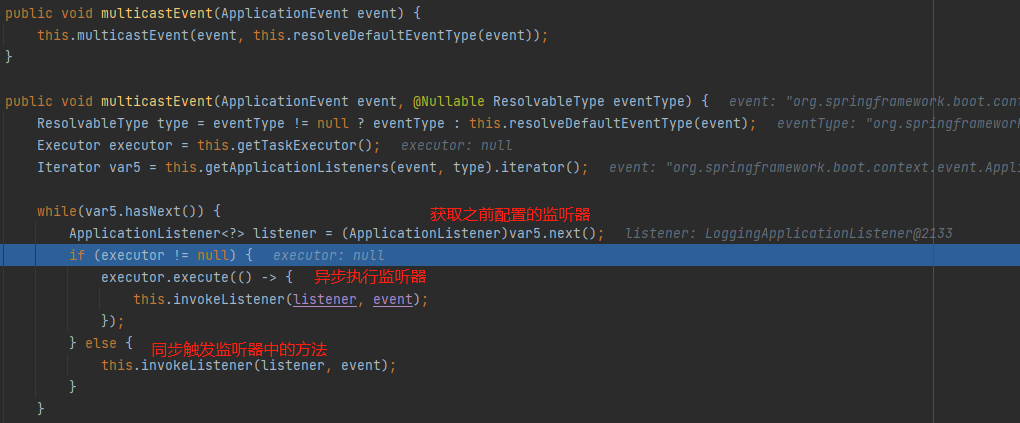 public void multicastEvent(ApplicationEvent event) {
    this.multicastEvent(event, this.resolveDefaultEventType(event));
}
public void multicastEvent(ApplicationEvent event, @Nullable ResolvableType eventType) {   event: "org.springframework.boot.cont
    ResolvableType type = eventType != null ? eventType : this.resolveDefaultEventType(event);   eventType: "org.springframework
    Executor executor = this.getTaskExecutor();   executor: null
    Iterator var5 = this.getApplicationListeners(event, type).iterator();   event: "org.springframework.boot.context.event.Appli
    while(var5.hasNext()) {
获取之前配置的监听器
        ApplicationListener<?> listener = (ApplicationListener)var5.next();   listener: LoggingApplicationListener@2133
        if (executor != null) {   executor: null
            executor.execute(() -> {   异步执行监听器
                this.invokeListener(listener, event);
            });
        } else {   同步触发监听器中的方法
            this.invokeListener(listener, event);
        }
    }